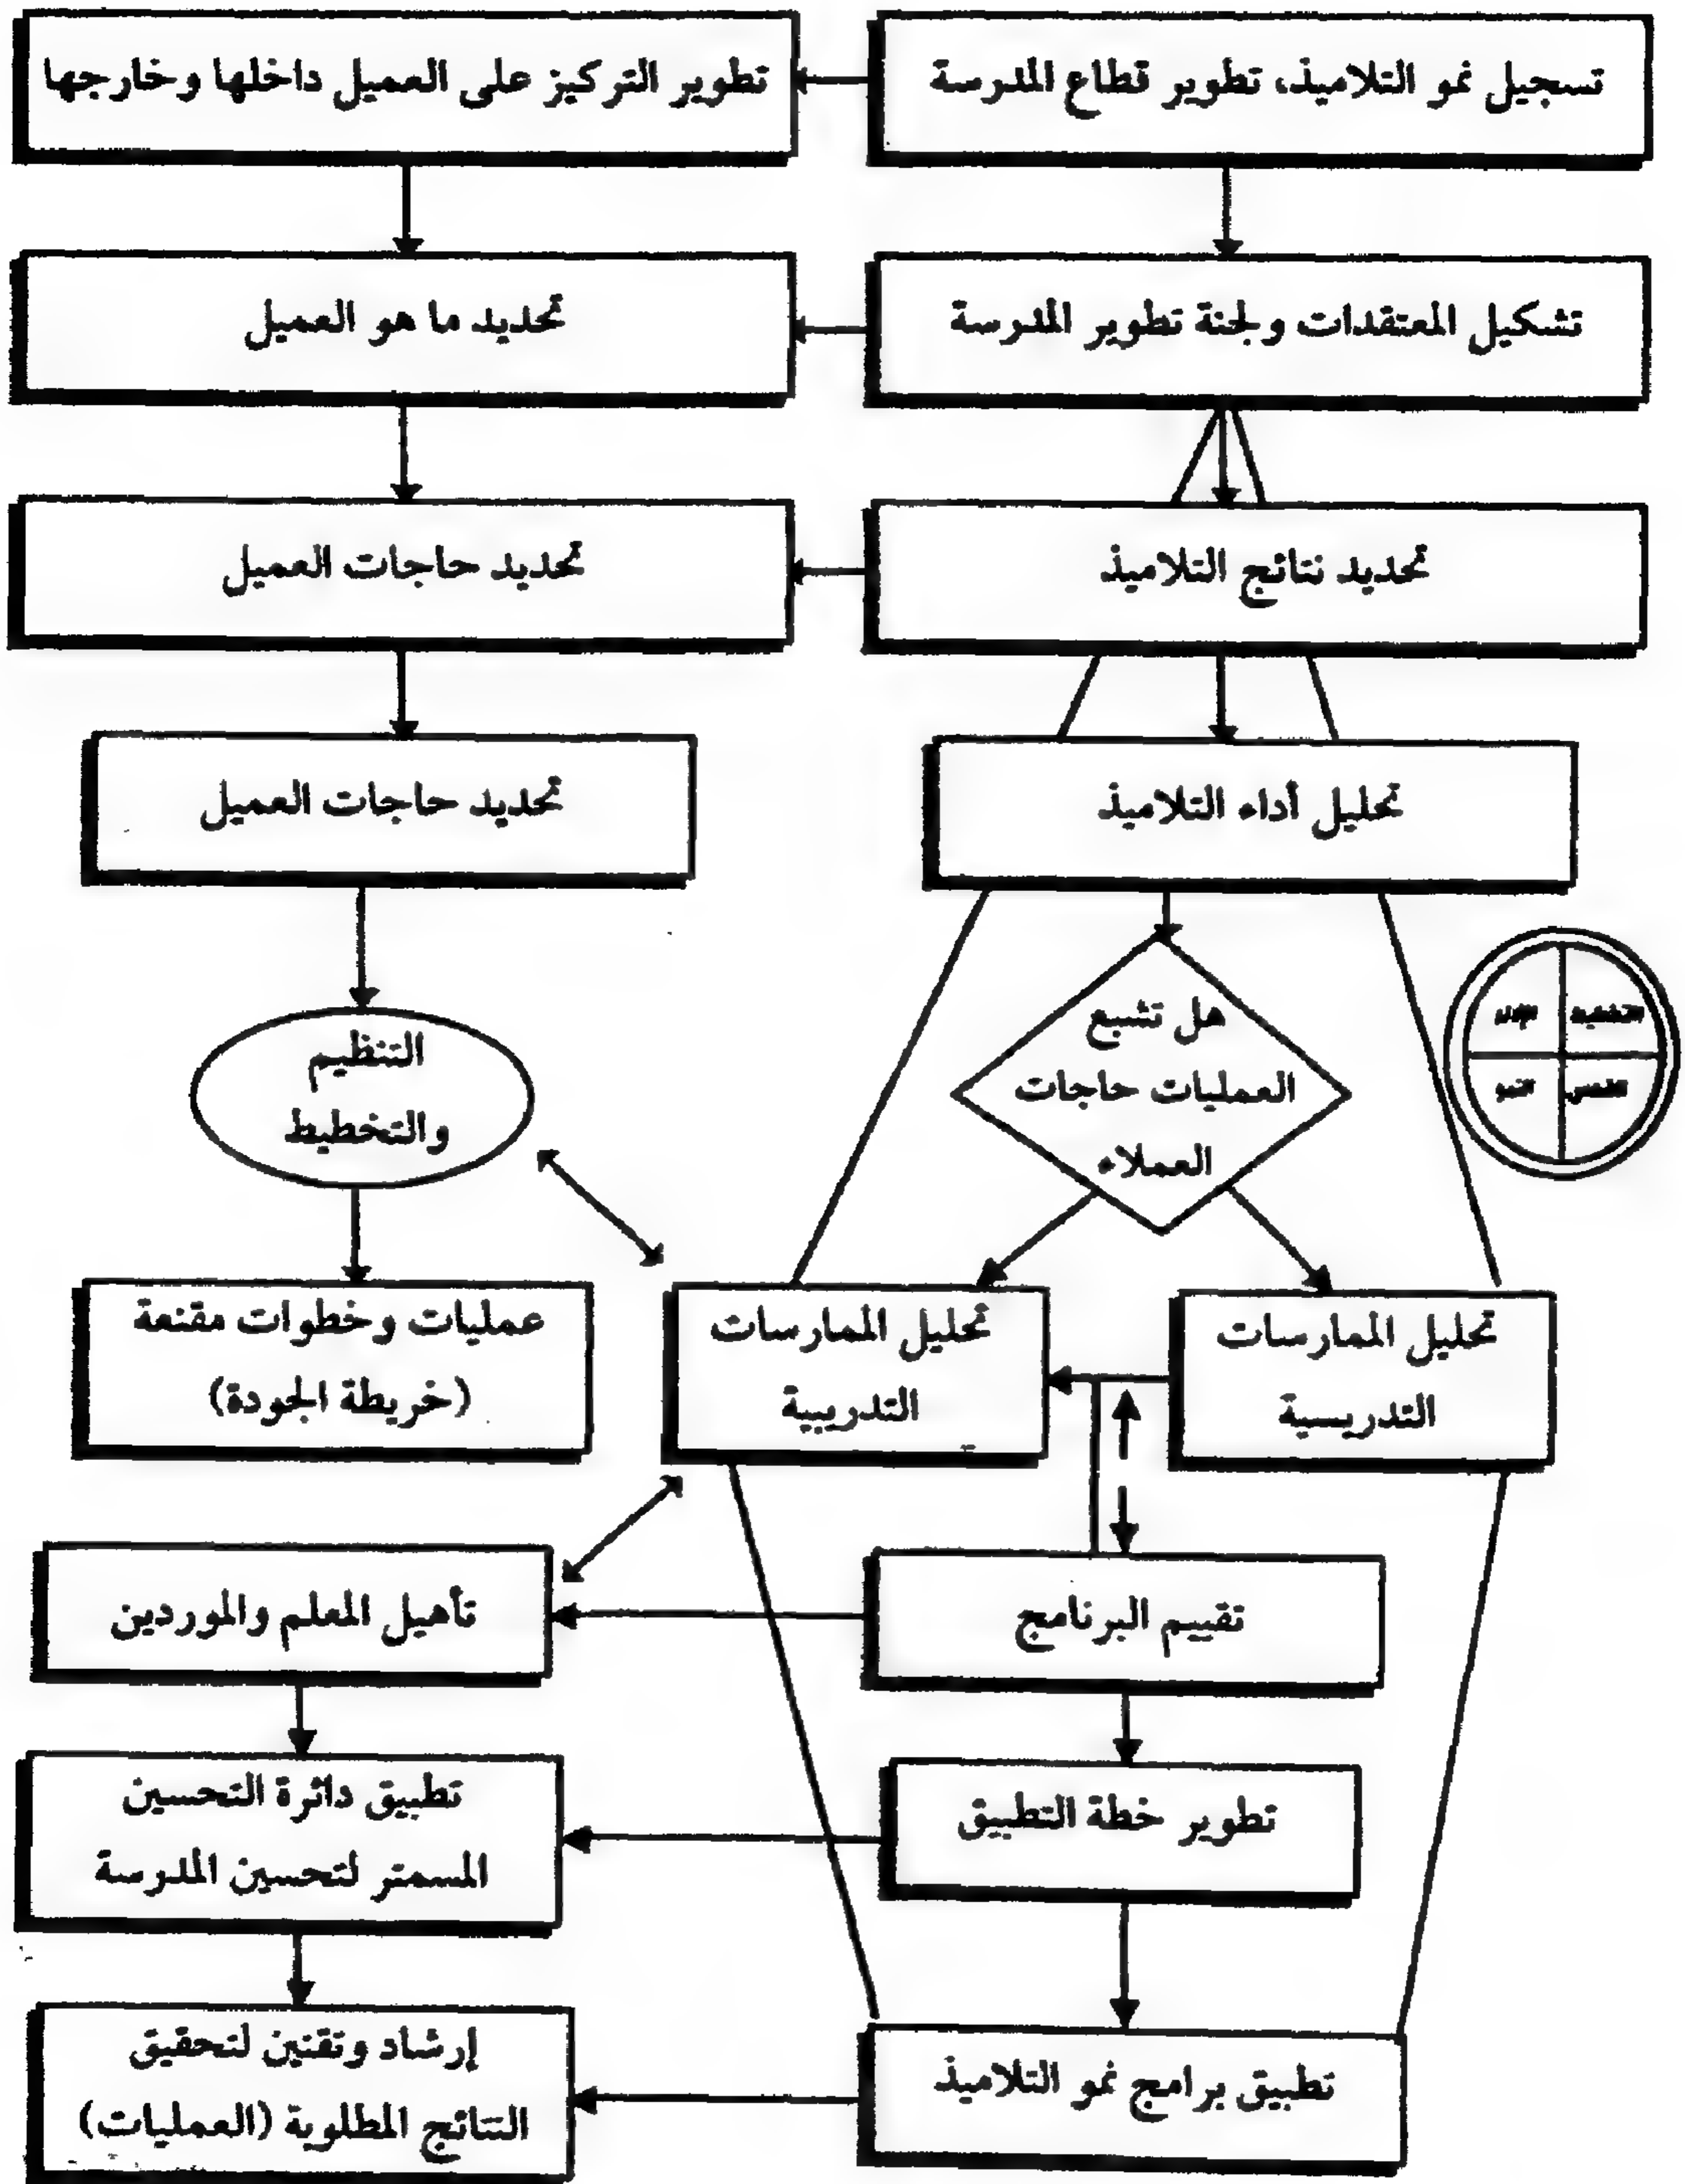 تسجيل نمو التلاميذ، تطوير قطاع المدرسة
تطوير التركيز على العميل داخلها وخارجها
تشكيل المعتقدات ولجنة تطوير المدرسة
تحديد ما هو العميل
تحديد نتائج التلاميذ
تحديد حاجات العميل
تحليل أداء التلاميذ
تحديد حاجات العميل
هل تشبع
العمليات حاجات
العملاء
التنظيم
والتخطيط
تحليل الممارسات
التدريسية
تحليل الممارسات
التدريبية
عمليات وخطوات مقنعة
(خريطة الجودة)
تقييم البرنامج
تأهيل المعلم والموردين
تطوير خطة التطبيق
تطبيق دائرة التحسين
المسمتر لتحسين المدرسة
تطبيق برامج نمو التلاميذ
إرشاد وتقنين لتحقيق
النتائج المطلوبة (العمليات)